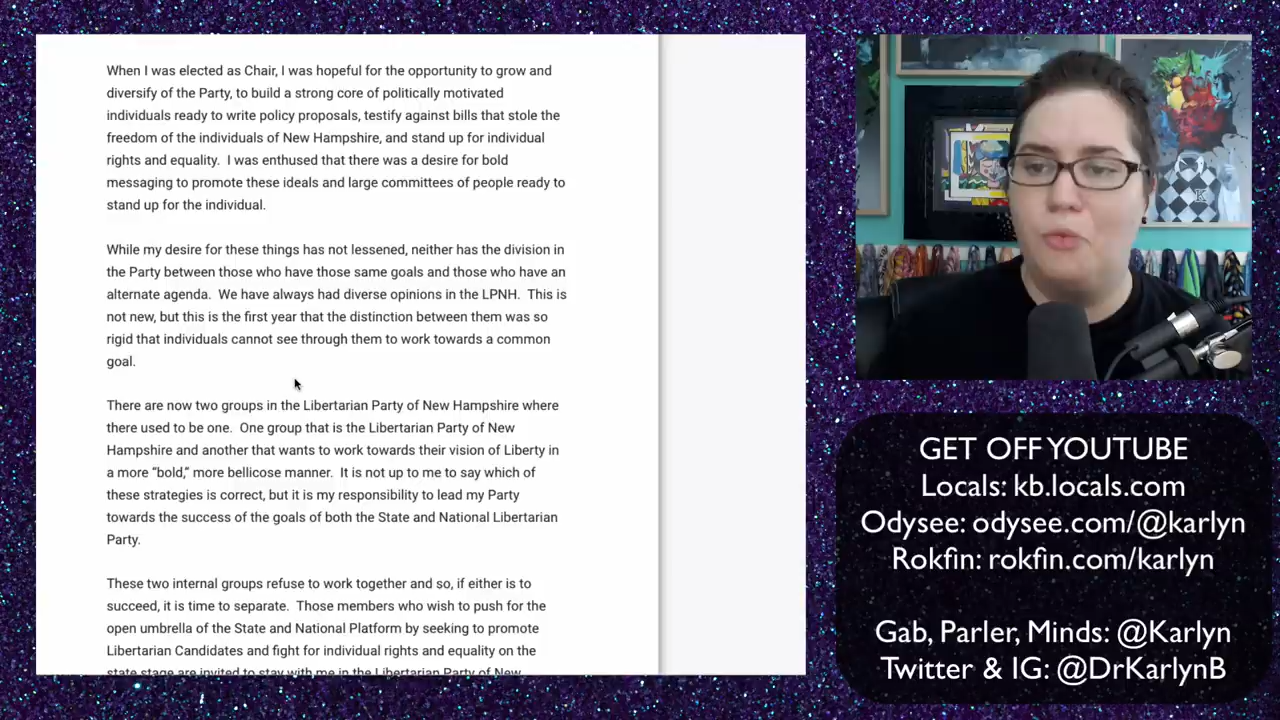 When I was elected as Chair, I was hopeful for the opportunity to grow and
diversify of the Party, to build a strong core of politically motivated
individuals ready to write policy proposals, testify against bills that stole the
freedom of the individuals of New Hampshire, and stand up for individual
rights and equality.  I was enthused that there was a desire for bold
messaging to promote these ideals and large committees of people ready to
stand up for the individual.
While my desire for these things has not lessened, neither has the division in
the Party between those who have those same goals and those who have an
alternate agenda.  We have always had diverse opinions in the LPNH.  This is
not new, but this is the first year that the distinction between them was so
rigid that individuals cannot see through them to work towards a common
goal.
There are now two groups in the Libertarian Party of New Hampshire where
there used to be one.  One group that is the Libertarian Party of New
Hampshire and another that wants to work towards their vision of Liberty in
a more “bold,” more bellicose manner.  It is not up to me to say which of
these strategies is correct, but it is my responsibility to lead my Party
towards the success of the goals of both the State and National Libertarian
Party.
These two internal groups refuse to work together and so, if either is to
succeed, it is time to separate.  Those members who wish to push for the
open umbrella of the State and National Platform by seeking to promote
Libertarian Candidates and fight for individual rights and equality on the
state stage are invited to stay with me in the Libertarian Party of New
K
GET OFF YOUTUBE
Locals: kb.locals.com
Odysee: odysee.com/@karlyn
Rokfin: rokfin.com/karlyn
Gab, Parler, Minds: @Karlyn
Twitter & IG: @DrKarlynB